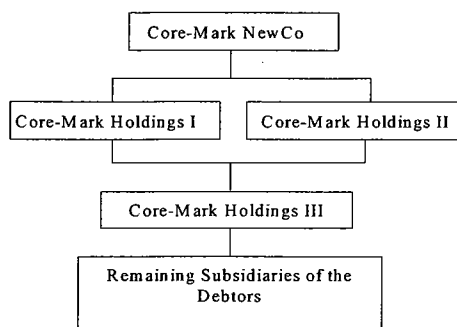 Core-Mark NewCo
Core-Mark Holdings I
Core-Mark Holdings II
Core-Mark Holdings III
Remaining Subsidiaries of the
Debtors